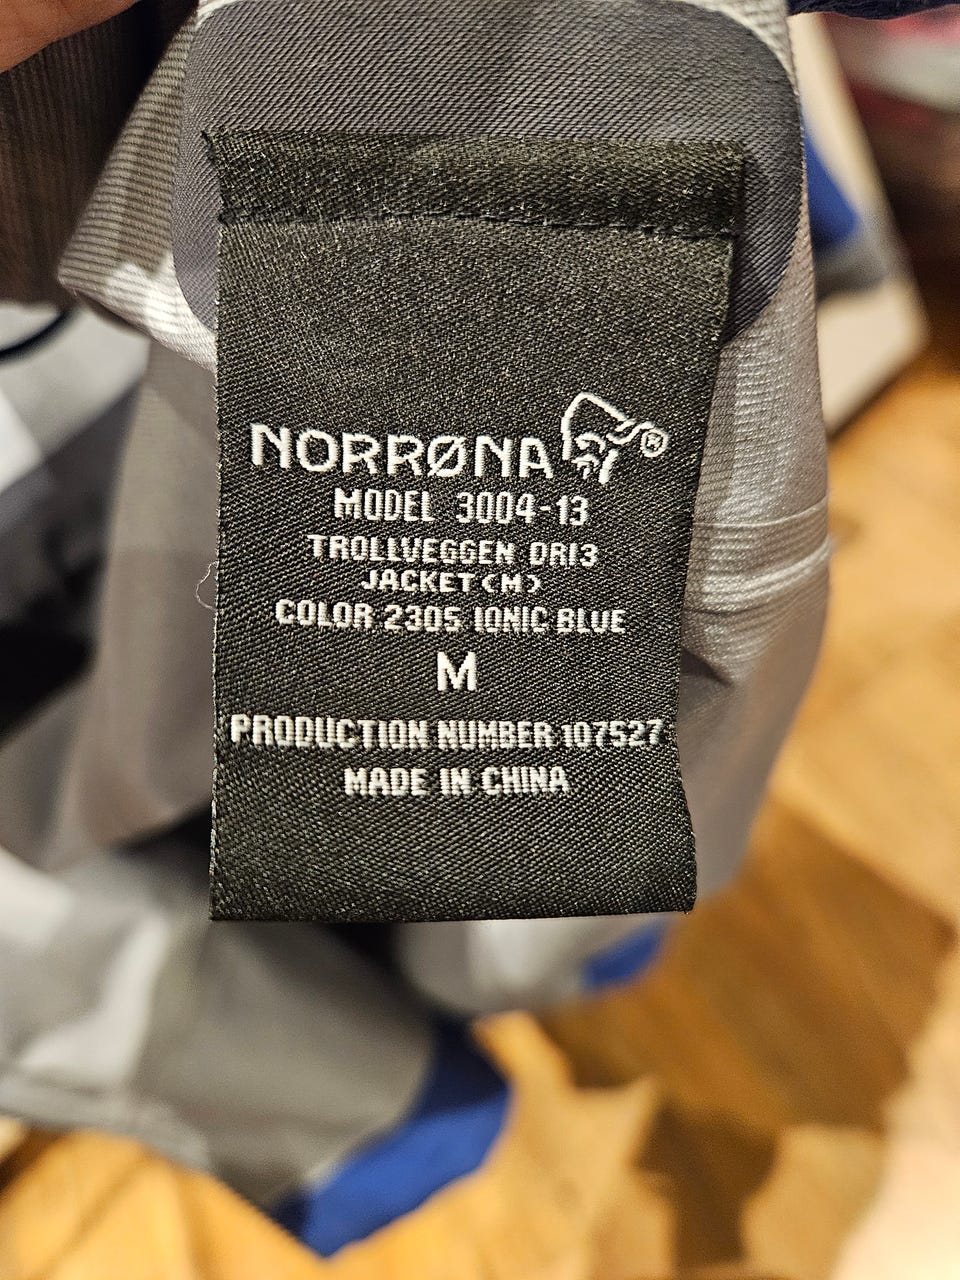 NORRØNA ®
MODEL 3004-13
TROLLVEGGEN DRI3
JACKET(M)
COLOR 2305 IONIC BLUE
M
PRODUCTION NUMBER 107527
MADE IN CHINA